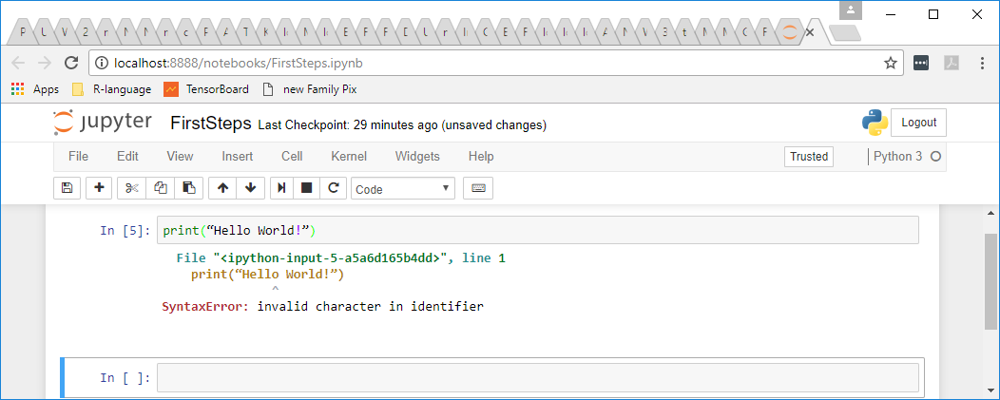 P U V 2 r N N r c P A T K k M k E F F D U r k C E F k k k A N V 3 t M M C F
localhost:8888/notebooks/FirstSteps.ipynb
Apps R-language TensorBoard new Family Pix
jupyter FirstSteps Last Checkpoint: 29 minutes ago (unsaved changes) Logout
File Edit View Insert Cell Kernel Widgets Help Trusted Python 3
Code
In [5]: print(“Hello World!”)
File "<ipython-input-5-a5a6d165b4dd>", line 1
print(“Hello World!”)
^
SyntaxError: invalid character in identifier
In [ ]: